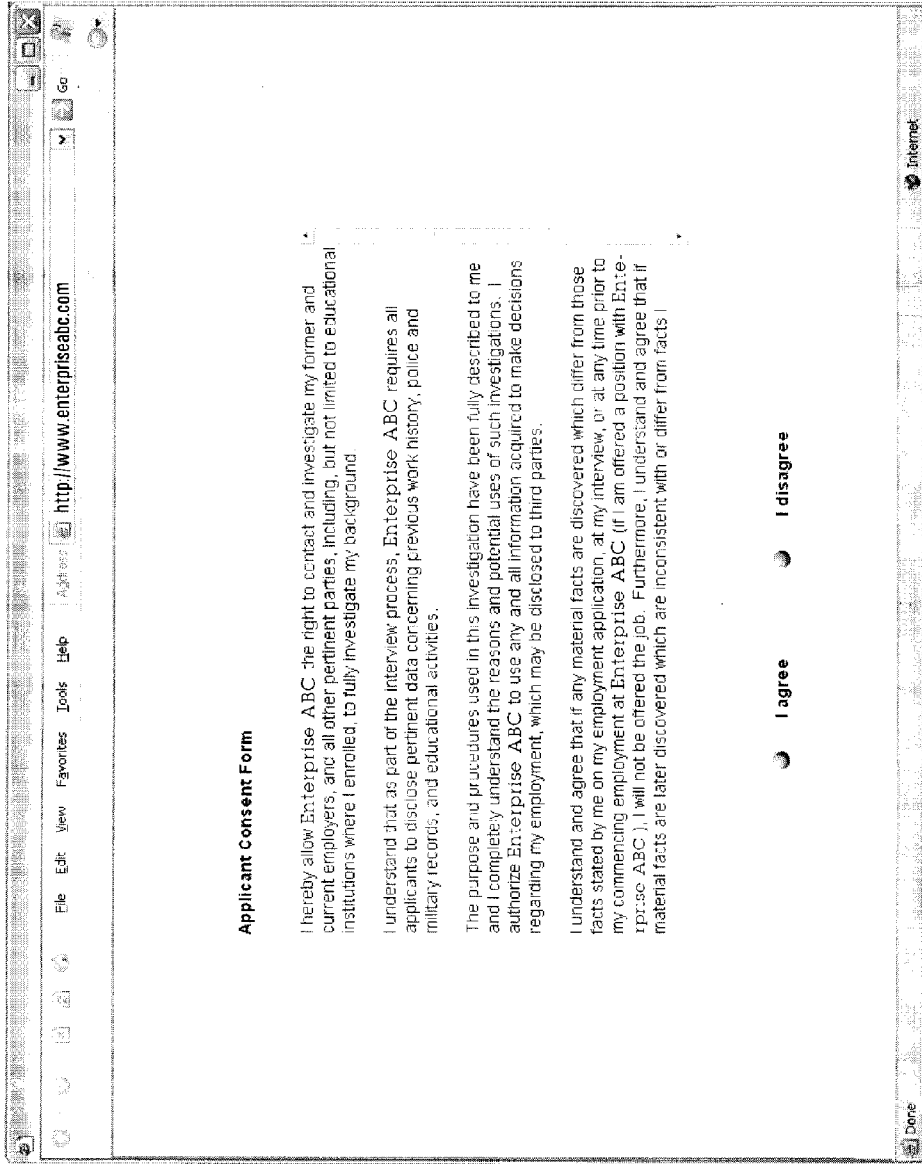 File Edit View Favorites Tools Help Address http://www.enterpriseabc.com Go
Applicant Consent Form
I hereby allow Enterprise ABC the right to contact and investigate my former and
current employers, and all other pertinent parties, including, but not limited to educational
institutions where I enrolled, to fully investigate my background
I understand that as part of the interview process, Enterprise ABC requires all
applicants to disclose pertinent data concerning previous work history, police and
military records, and educational activities.
The purpose and procedures used in this investigation have been fully described to me
and I completely understand the reasons and potential uses of such investigations. I
authorize Enterprise ABC to use any and all information acquired to make decisions
regarding my employment, which may be disclosed to third parties.
I understand and agree that if any material facts are discovered which differ from those
facts stated by me on my employment application, at my interview, or at any time prior to
my commencing employment at Enterprise ABC (if I am offered a position with Ente-
rprise ABC ), I will not be offered the job. Furthermore, I understand and agree that if
material facts are later discovered which are inconsistent with or differ from facts I
I agree I disagree
Done Internet